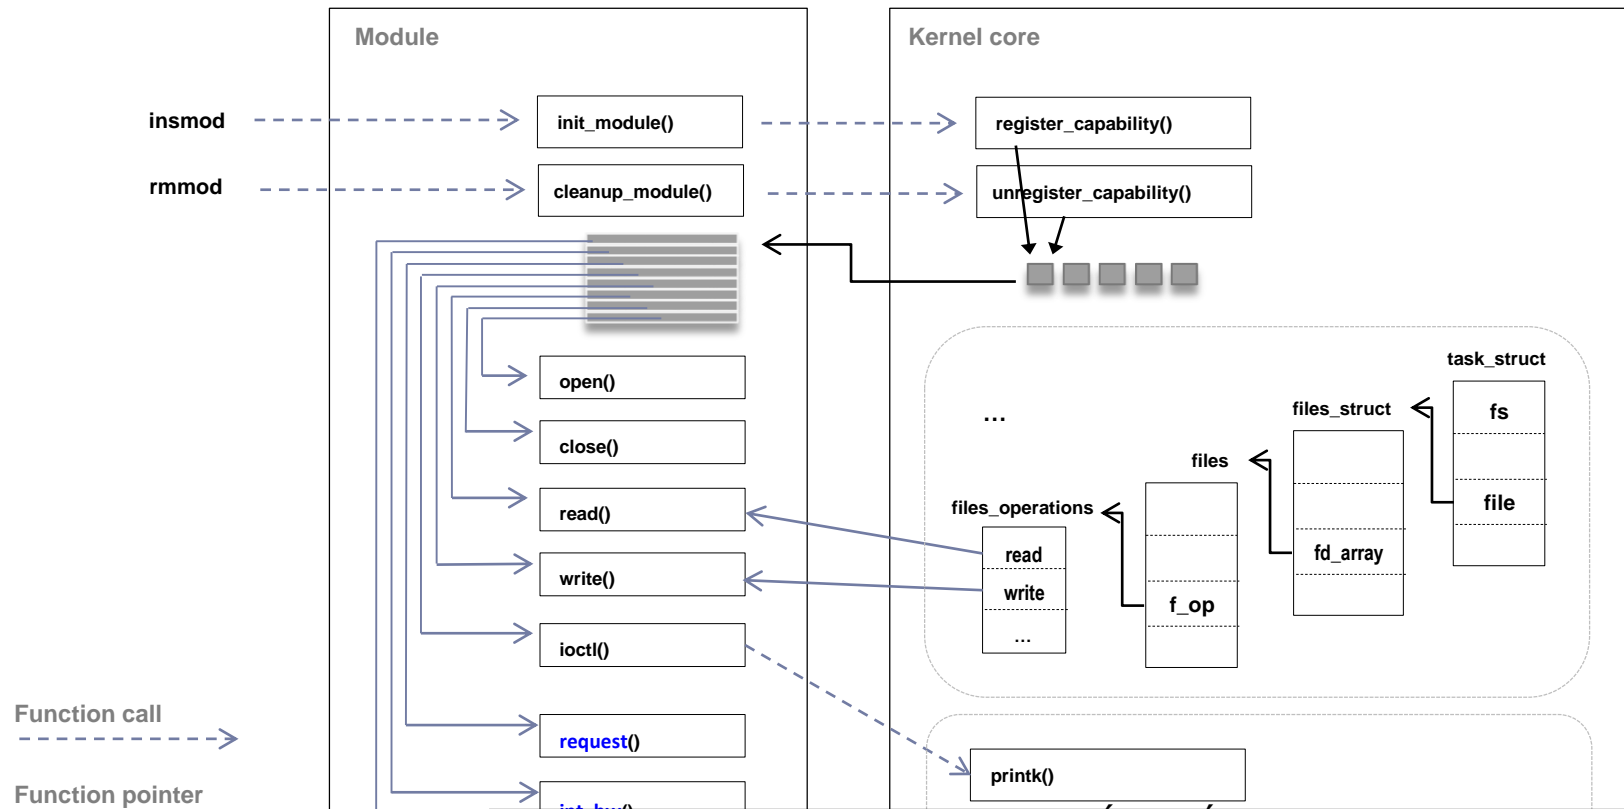 Module
Kernel core
insmod
init_module()
register_capability()
rmmod
cleanup_module()
unregister_capability()
open()
close()
read()
write()
ioctl()
request()
task_struct
fs
file
files_struct
fd_array
files
f_op
files_operations
read
write
...
...
printk()
Function call
Function pointer